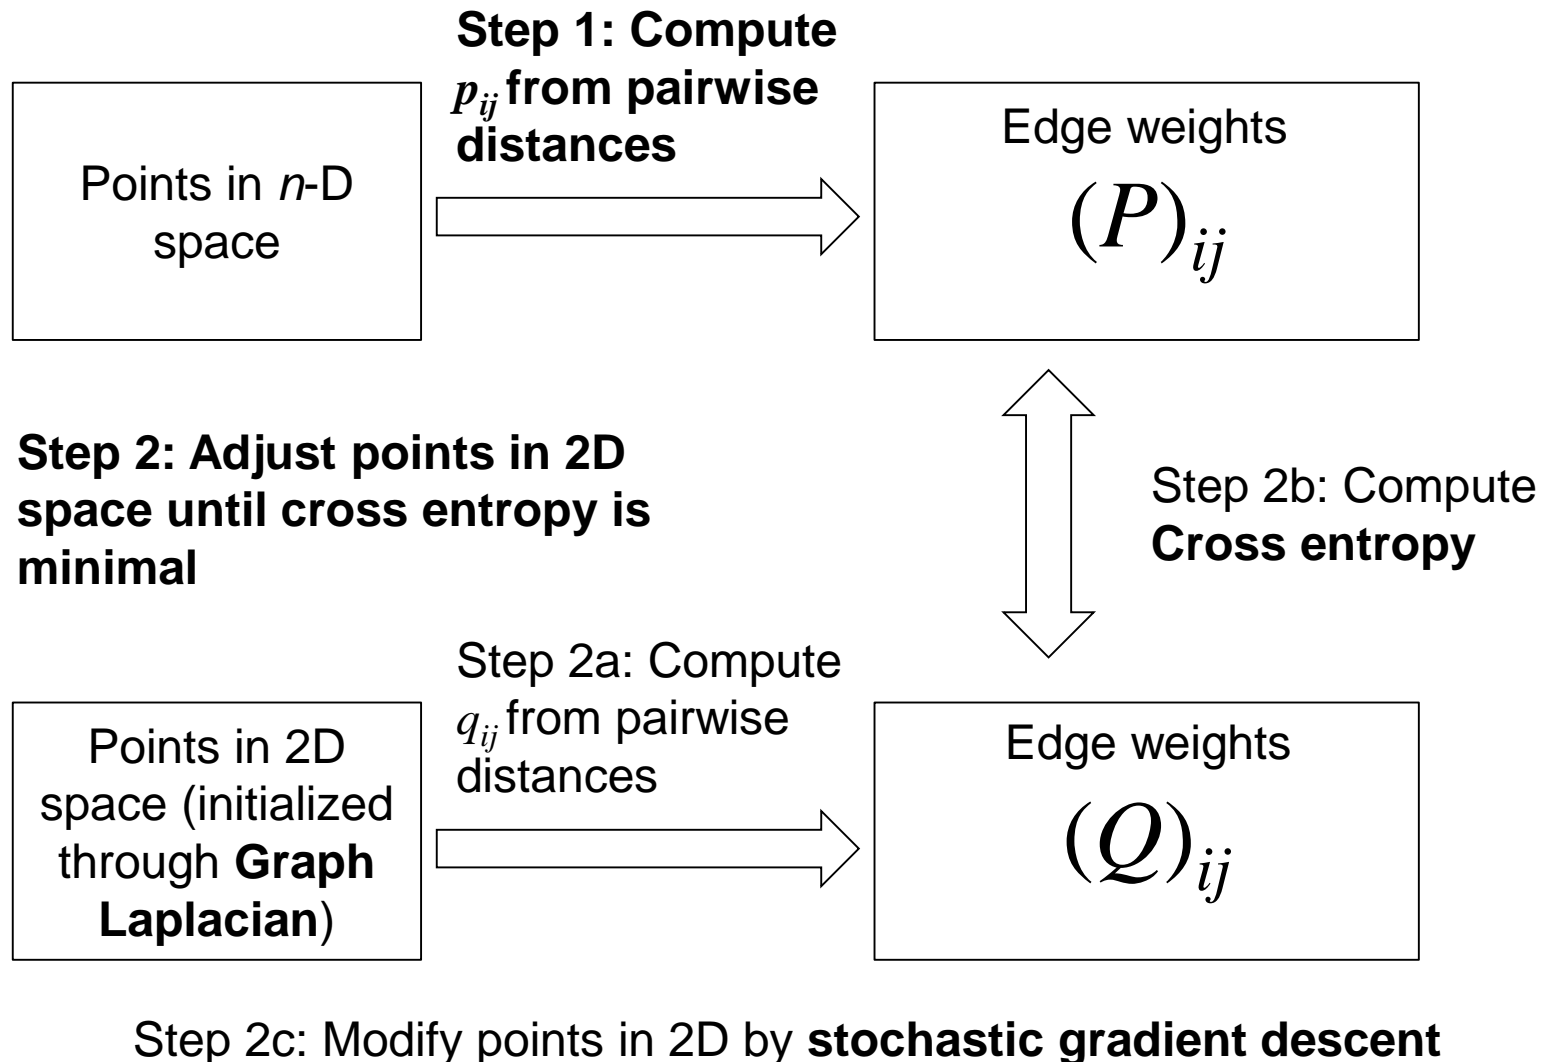 Step 1: Compute
p_ij from pairwise
distances
Points in n-D
space
Edge weights
(P)_ij
Step 2: Adjust points in 2D
space until cross entropy is
minimal
Step 2b: Compute
Cross entropy
Step 2a: Compute
q_ij from pairwise
distances
Points in 2D
space (initialized
through Graph
Laplacian)
Edge weights
(Q)_ij
Step 2c: Modify points in 2D by stochastic gradient descent